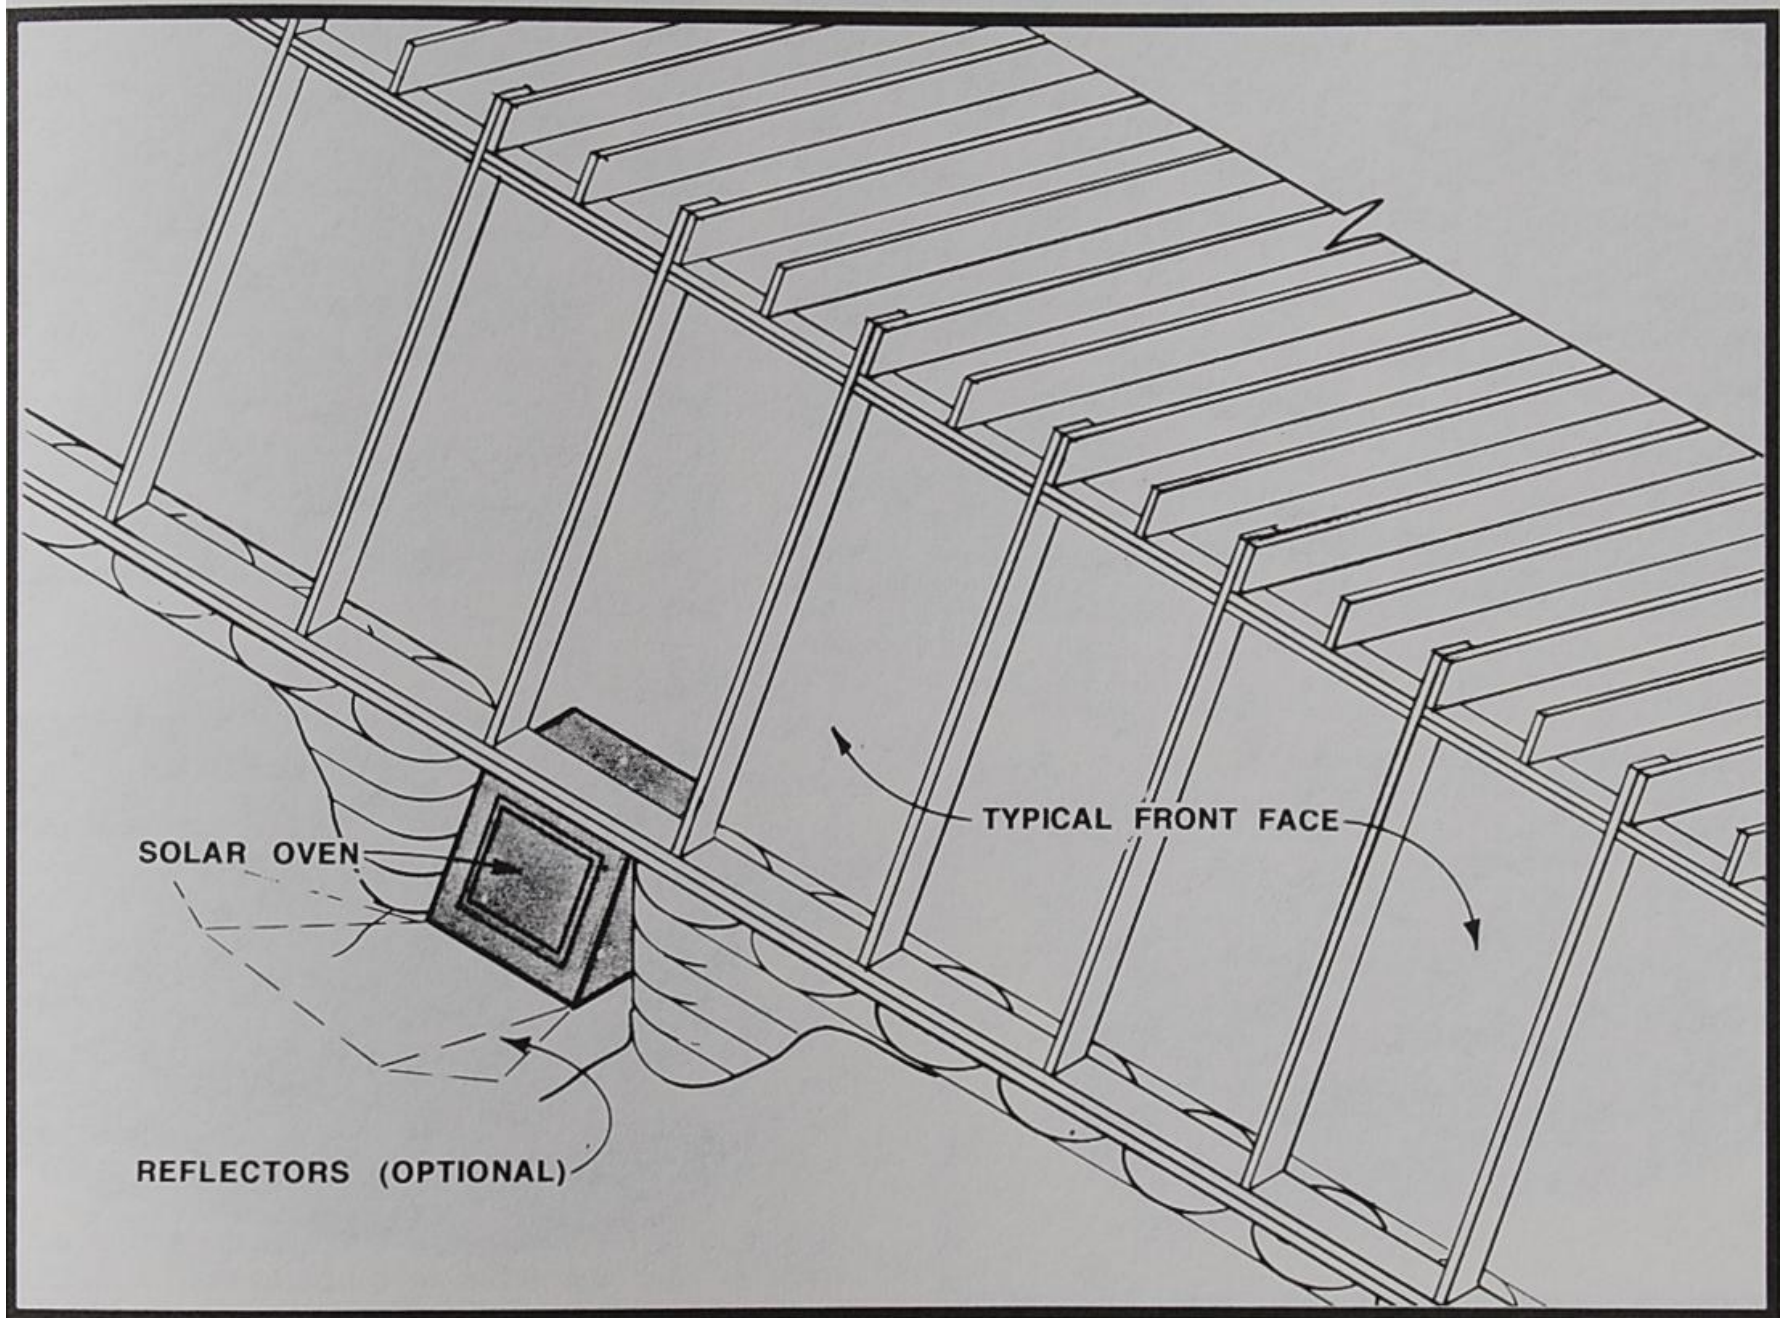 TYPICAL FRONT FACE
SOLAR OVEN
REFLECTORS (OPTIONAL)